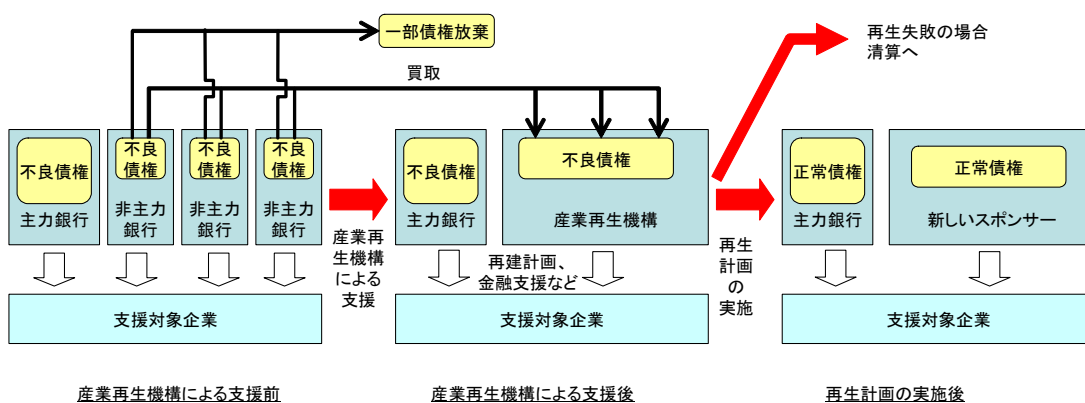 一部債権放棄
再生失敗の場合
清算へ
買取
不良債権
主力銀行
不良
債権
非主力
銀行
不良
債権
非主力
銀行
不良
債権
非主力
銀行
支援対象企業
産業再生機構による支援前
産業再
生機構
による
支援
不良債権
主力銀行
不良債権
産業再生機構
再建計画、
金融支援など
支援対象企業
産業再生機構による支援後
再生
計画
の
実施
正常債権
主力銀行
正常債権
新しいスポンサー
支援対象企業
再生計画の実施後